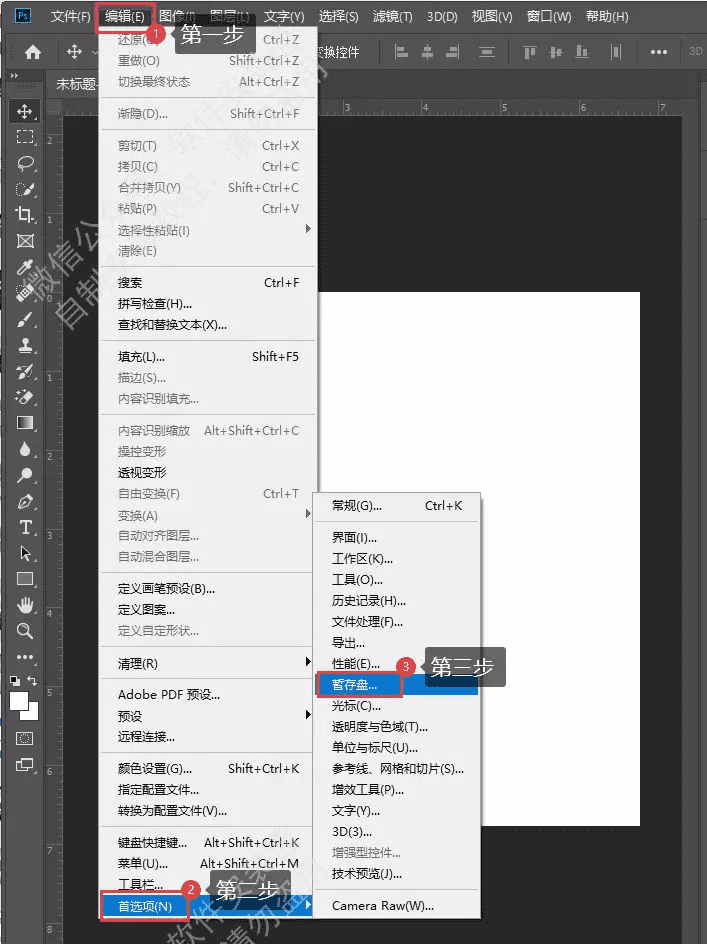 Ps 文件(F) 编辑(E) 图像(I) 图层(L) 文字(Y) 选择(S) 滤镜(T) 3D(D) 视图(V) 窗口(W) 帮助(H)
1 第一步
变换控件 3D
未标题-
还原(O) Ctrl+Z
重做(O) Shift+Ctrl+Z
切换最终状态 Alt+Ctrl+Z
渐隐(D)... Shift+Ctrl+F
剪切(T) Ctrl+X
拷贝(C) Ctrl+C
合并拷贝(Y) Shift+Ctrl+C
粘贴(P) Ctrl+V
选择性粘贴(I)
清除(E)
搜索 Ctrl+F
拼写检查(H)...
查找和替换文本(X)...
填充(L)... Shift+F5
描边(S)...
内容识别填充...
内容识别缩放 Alt+Shift+Ctrl+C
操控变形
透视变形
自由变换(F) Ctrl+T
变换(A)
自动对齐图层...
自动混合图层...
定义画笔预设(B)...
定义图案...
定义自定形状...
清理(R)
Adobe PDF 预设...
预设
远程连接...
颜色设置(G)... Shift+Ctrl+K
指定配置文件...
转换为配置文件(V)...
键盘快捷键... Alt+Shift+Ctrl+K
菜单(U)... Alt+Shift+Ctrl+M
工具栏...
首选项(N)
2 第二步
常规(G)... Ctrl+K
界面(I)...
工作区(K)...
工具(O)...
历史记录(H)...
文件处理(F)...
导出...
性能(E)...
3 第三步
暂存盘...
光标(C)...
透明度与色域(T)...
单位与标尺(U)...
参考线、网格和切片(S)...
增效工具(P)...
文字(Y)...
3D(3)...
增强型控件...
技术预览(J)...
Camera Raw(W)...